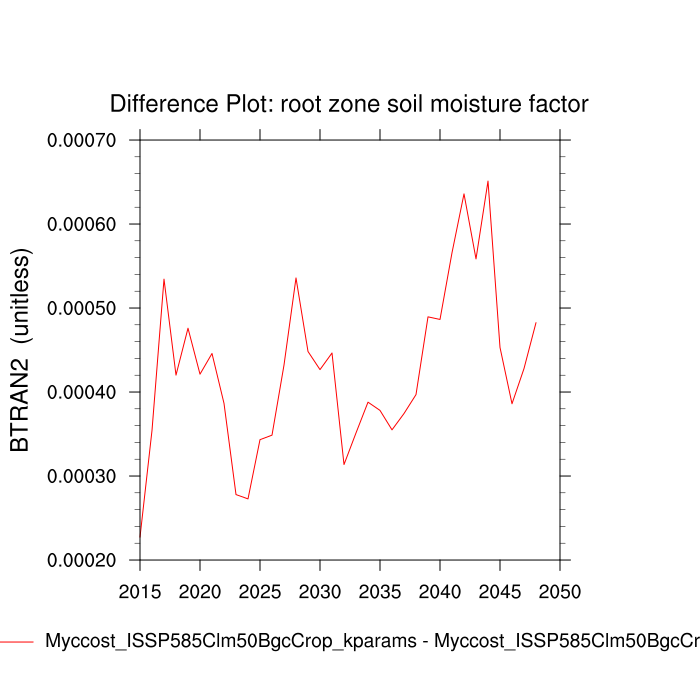 Difference Plot: root zone soil moisture factor
0.00070
0.00060
0.00050
0.00040
0.00030
0.00020
BTRAN2 (unitless)
2015 2020 2025 2030 2035 2040 2045 2050
Myccost_ISSP585Clm50BgcCrop_kparams - Myccost_ISSP585Clm50BgcCr